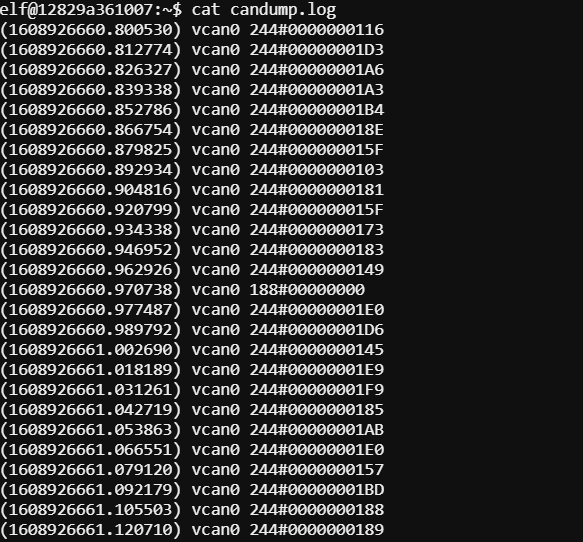 elf@12829a361007:~$ cat candump.log
(1608926660.800530) vcan0 244#0000000116
(1608926660.812774) vcan0 244#00000001D3
(1608926660.826327) vcan0 244#00000001A6
(1608926660.839338) vcan0 244#00000001A3
(1608926660.852786) vcan0 244#00000001B4
(1608926660.866754) vcan0 244#000000018E
(1608926660.879825) vcan0 244#000000015F
(1608926660.892934) vcan0 244#0000000103
(1608926660.904816) vcan0 244#0000000181
(1608926660.920799) vcan0 244#000000015F
(1608926660.934338) vcan0 244#0000000173
(1608926660.946952) vcan0 244#0000000183
(1608926660.962926) vcan0 244#0000000149
(1608926660.970738) vcan0 188#00000000
(1608926660.977487) vcan0 244#00000001E0
(1608926660.989792) vcan0 244#00000001D6
(1608926661.002690) vcan0 244#0000000145
(1608926661.018189) vcan0 244#00000001E9
(1608926661.031261) vcan0 244#00000001F9
(1608926661.042719) vcan0 244#0000000185
(1608926661.053863) vcan0 244#00000001AB
(1608926661.066551) vcan0 244#00000001E0
(1608926661.079120) vcan0 244#0000000157
(1608926661.092179) vcan0 244#00000001BD
(1608926661.105503) vcan0 244#0000000188
(1608926661.120710) vcan0 244#0000000189